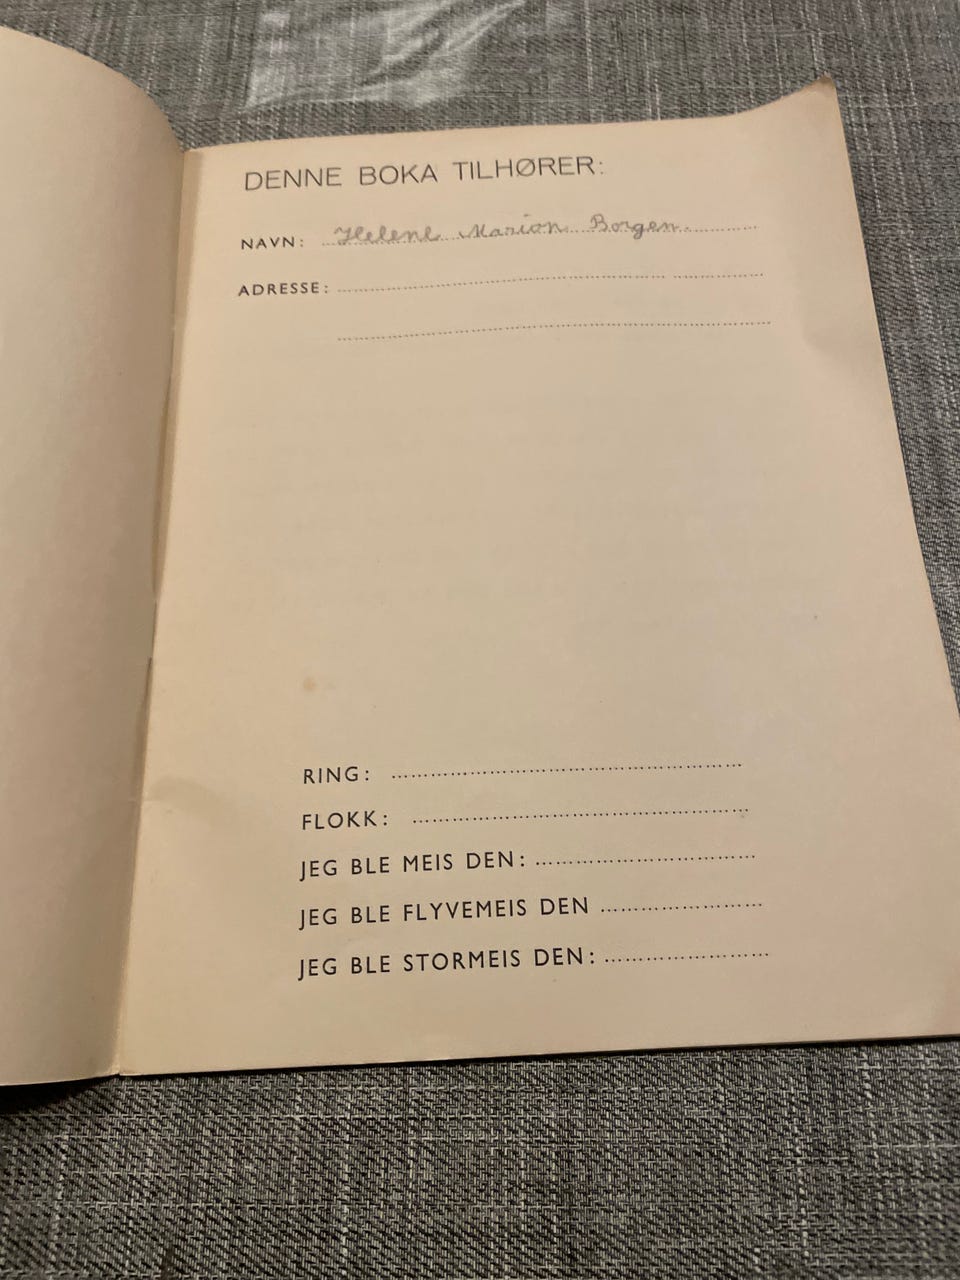 DENNE BOKA TILHØRER:
NAVN: Helene Marion Borgen
ADRESSE:
RING:
FLOKK:
JEG BLE MEIS DEN:
JEG BLE FLYVEMEIS DEN
JEG BLE STORMEIS DEN: